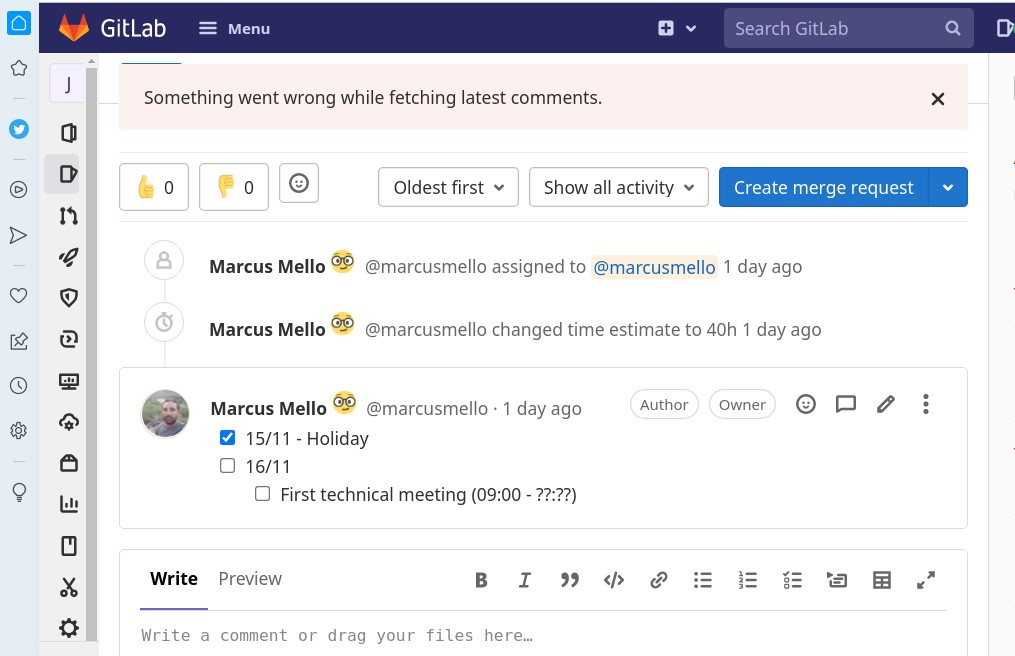 GitLab
Menu
Search GitLab
J
Something went wrong while fetching latest comments.
0
0
Oldest first
Show all activity
Create merge request
Marcus Mello @marcusmello assigned to @marcusmello 1 day ago
Marcus Mello @marcusmello changed time estimate to 40h 1 day ago
Marcus Mello @marcusmello · 1 day ago
Author
Owner
15/11 - Holiday
16/11
First technical meeting (09:00 - ??:??)
Write
Preview
Write a comment or drag your files here…